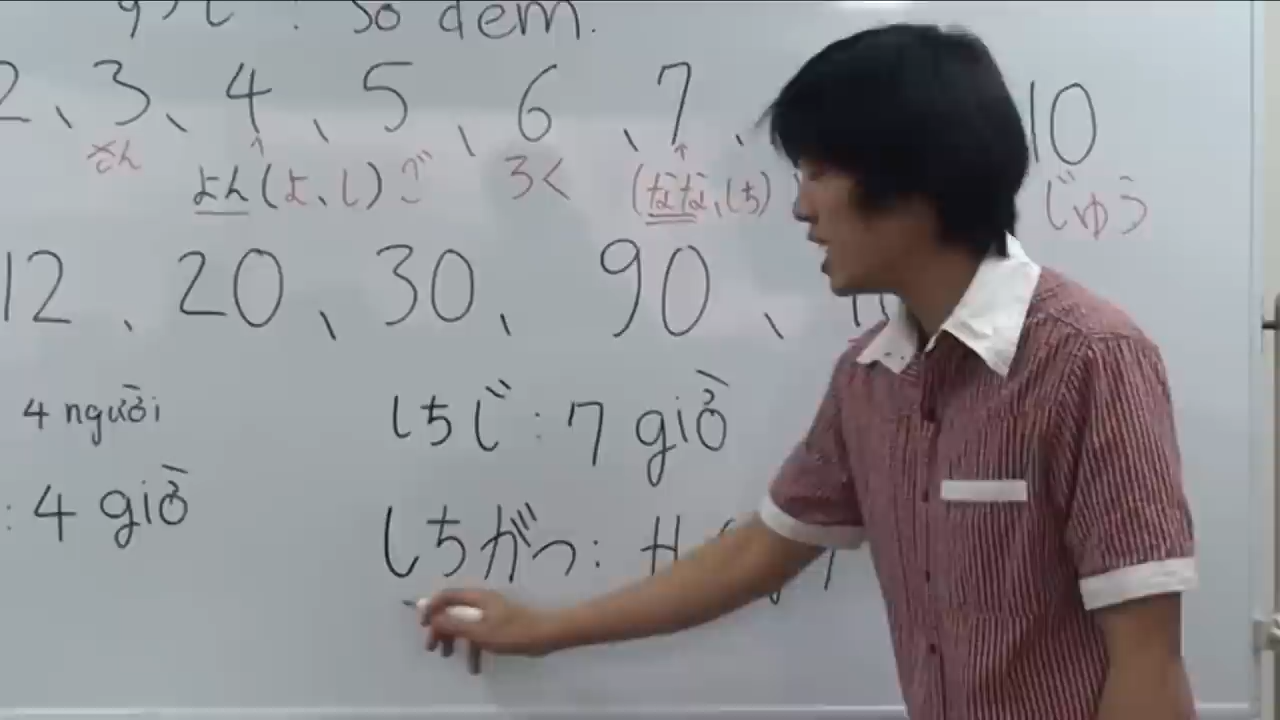 số đếm.
2、3、4、5、6、7、 10
さん よん(よ、し) ご ろく (なな、しち) じゅう
12、20、30、90、
4 người しちじ: 7 giờ
: 4 giờ しちがつ: